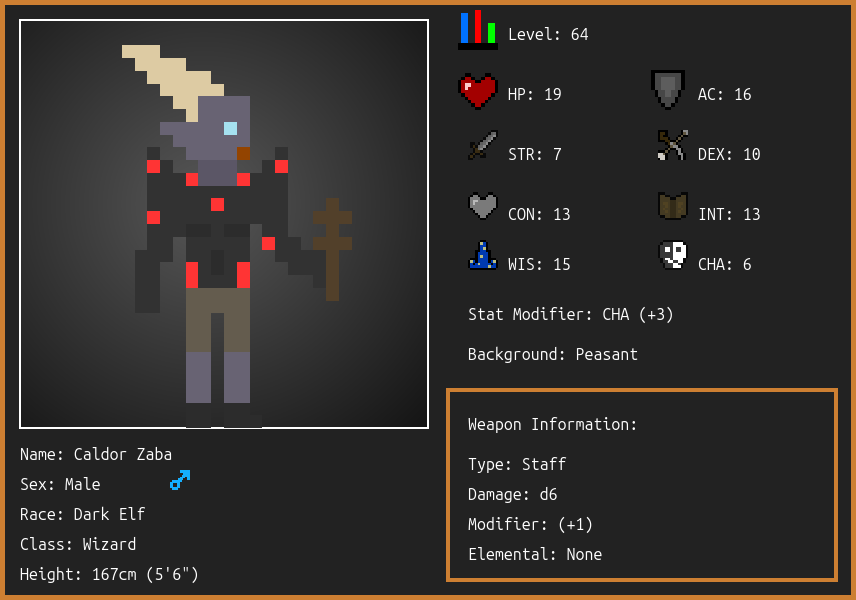 Level: 64
HP: 19
AC: 16
STR: 7
DEX: 10
CON: 13
INT: 13
WIS: 15
CHA: 6
Stat Modifier: CHA (+3)
Background: Peasant
Weapon Information:
Type: Staff
Damage: d6
Modifier: (+1)
Elemental: None
Name: Caldor Zaba
Sex: Male
Race: Dark Elf
Class: Wizard
Height: 167cm (5'6")